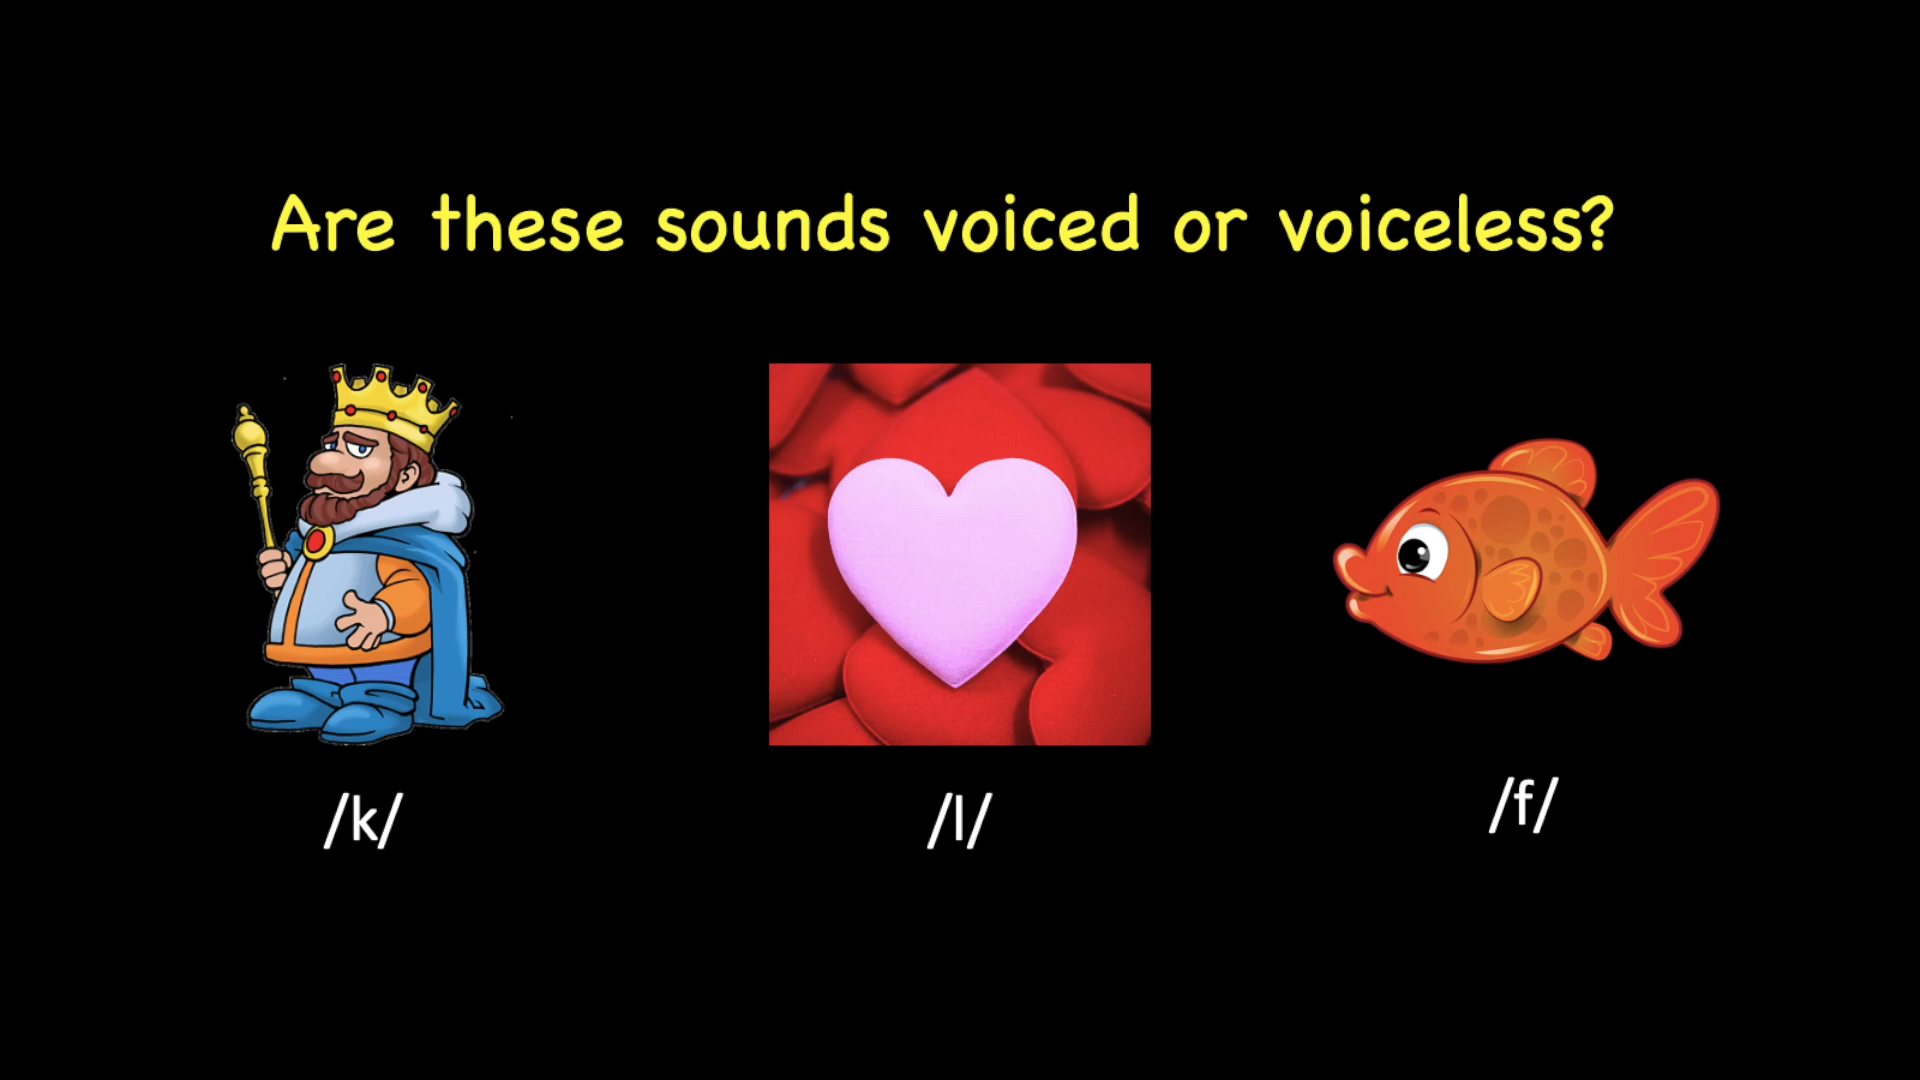 Are these sounds voiced or voiceless?
/k/
/l/
/f/